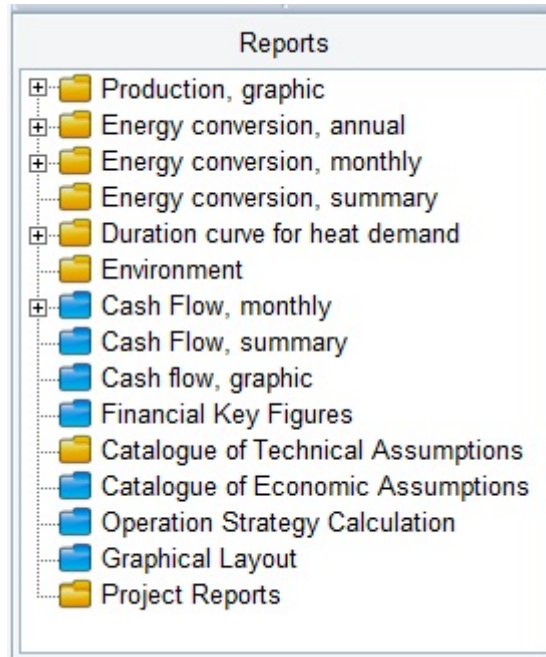 Reports
Production, graphic
Energy conversion, annual
Energy conversion, monthly
Energy conversion, summary
Duration curve for heat demand
Environment
Cash Flow, monthly
Cash Flow, summary
Cash flow, graphic
Financial Key Figures
Catalogue of Technical Assumptions
Catalogue of Economic Assumptions
Operation Strategy Calculation
Graphical Layout
Project Reports